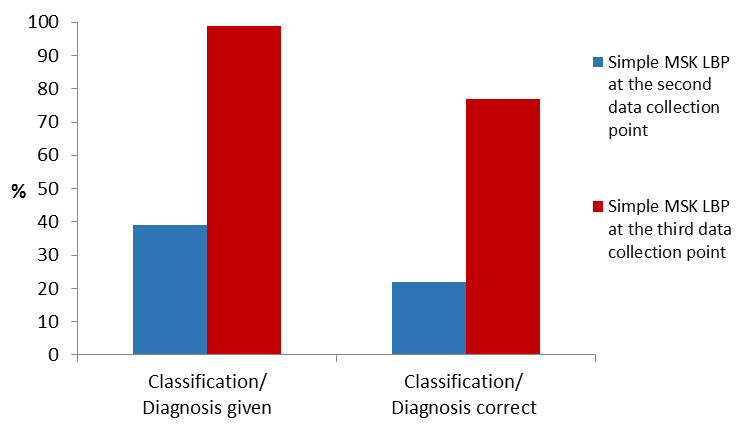 100
90
80
70
60
50
40
30
20
10
0
%
Classification/
Diagnosis given
Classification/
Diagnosis correct
Simple MSK LBP
at the second
data collection
point
Simple MSK LBP
at the third data
collection point